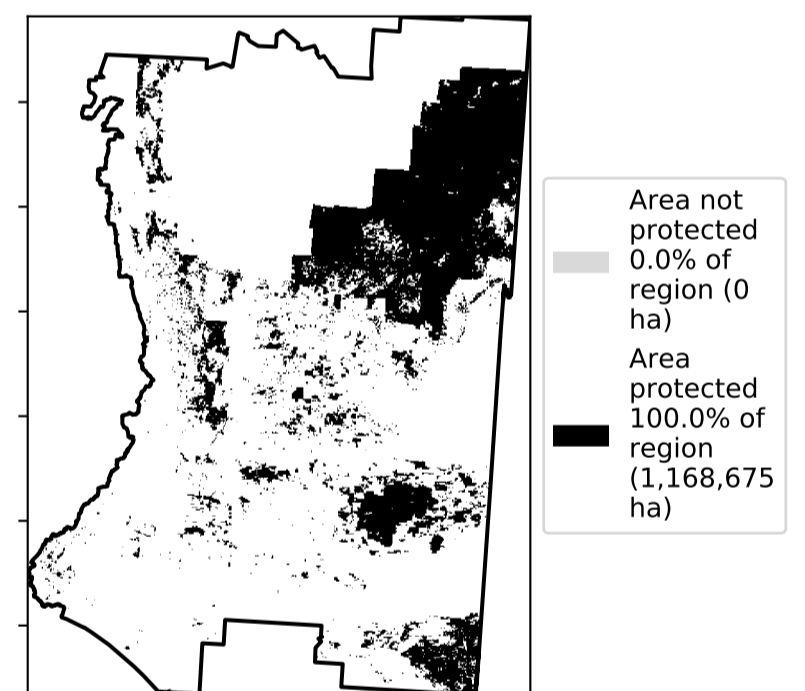 Area not
protected
0.0% of
region (0
ha)
Area
protected
100.0% of
region
(1,168,675
ha)